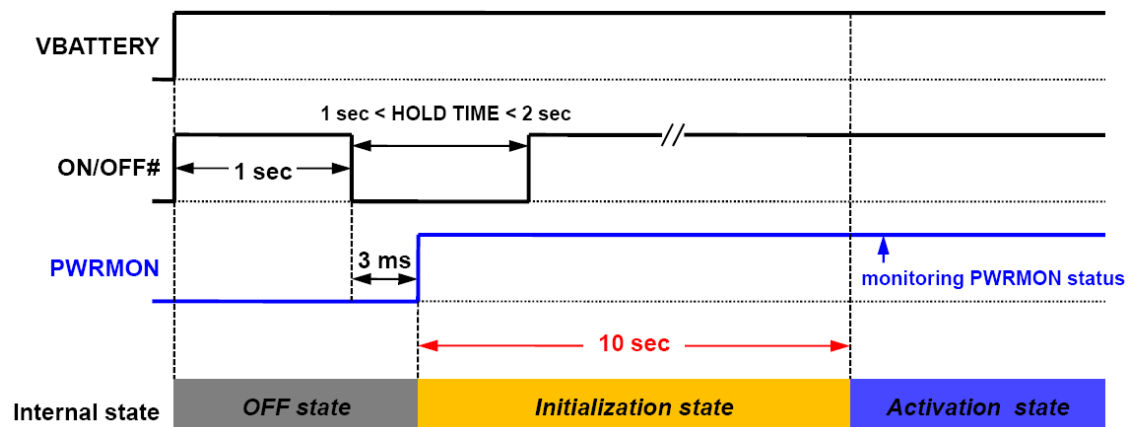 VBATTERY
1 sec < HOLD TIME < 2 sec
ON/OFF#
1 sec
PWRMON
3 ms
monitoring PWRMON status
10 sec
Internal state
OFF state
Initialization state
Activation state